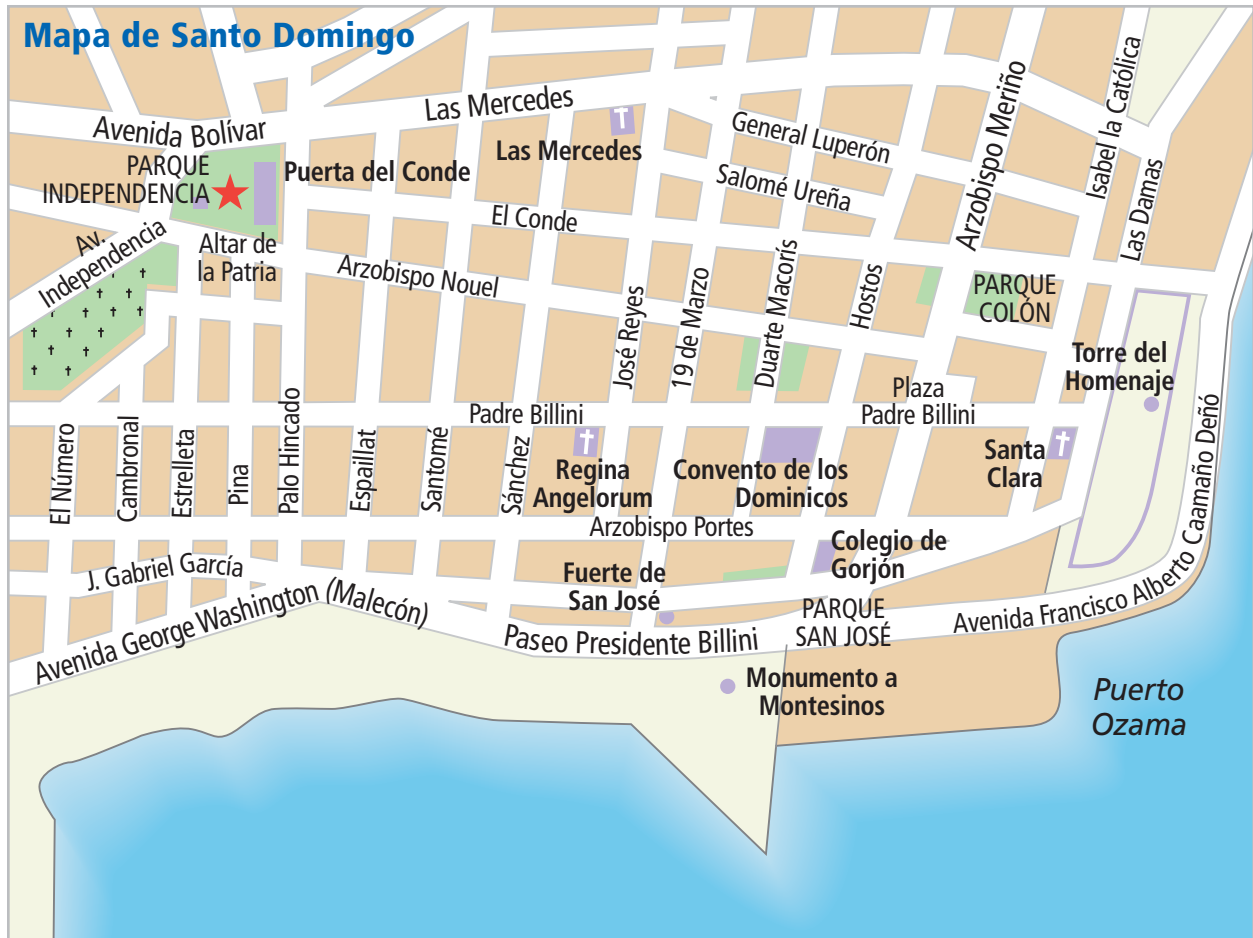 Mapa de Santo Domingo
Las Mercedes
Avenida Bolívar
PARQUE
INDEPENDENCIA
Puerta del Conde
Las Mercedes
General Luperón
Salomé Ureña
Arzobispo Meriño
Isabel la Católica
Las Damas
El Conde
Av.
Independencia
Altar de
la Patria
Arzobispo Nouel
José Reyes
19 de Marzo
Duarte Macorís
Hostos
PARQUE
COLÓN
Torre del
Homenaje
Plaza
Padre Billini
Padre Billini
El Número
Cambronal
Estrelleta
Pina
Palo Hincado
Espaillat
Santomé
Sánchez
Regina
Angelorum
Convento de los
Dominicos
Santa
Clara
Arzobispo Portes
Colegio de
Gorjón
J. Gabriel García
Fuerte de
San José
PARQUE
SAN JOSÉ
Avenida George Washington (Malecón)
Paseo Presidente Billini
Avenida Francisco Alberto Caamaño Deñó
Monumento a
Montesinos
Puerto
Ozama